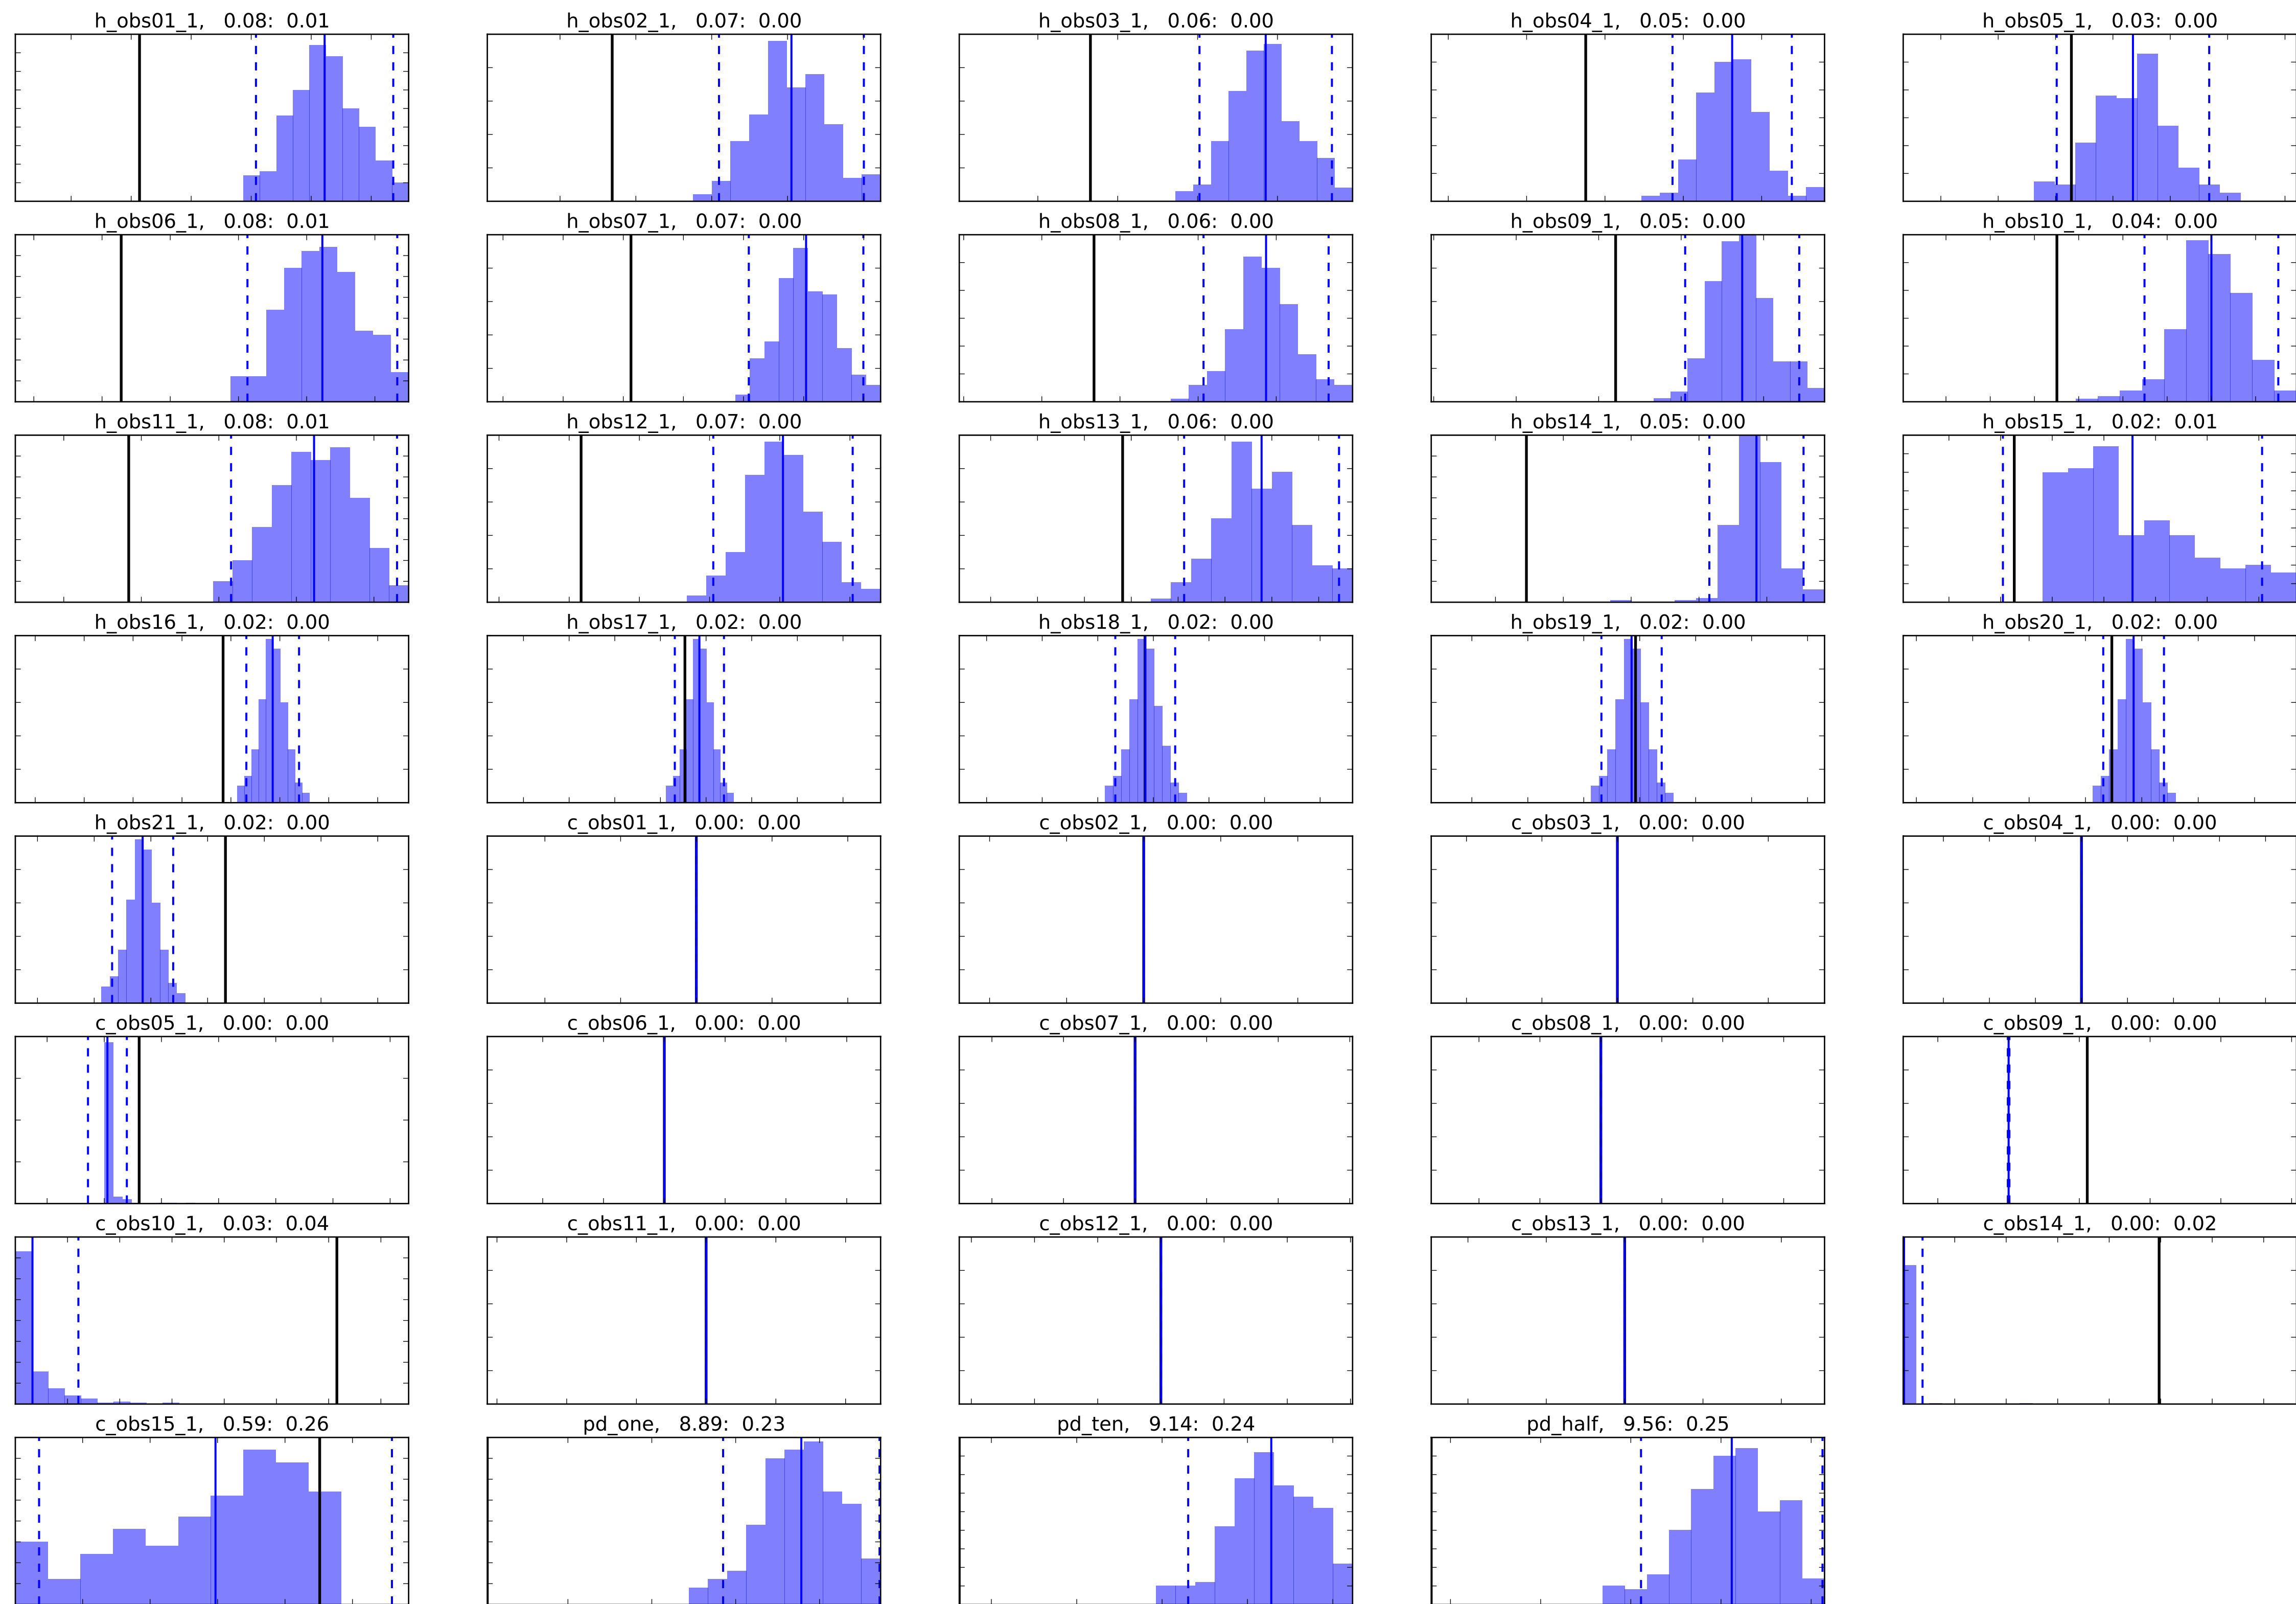 h_obs01_1,   0.08:  0.01
h_obs02_1,   0.07:  0.00
h_obs03_1,   0.06:  0.00
h_obs04_1,   0.05:  0.00
h_obs05_1,   0.03:  0.00
h_obs06_1,   0.08:  0.01
h_obs07_1,   0.07:  0.00
h_obs08_1,   0.06:  0.00
h_obs09_1,   0.05:  0.00
h_obs10_1,   0.04:  0.00
h_obs11_1,   0.08:  0.01
h_obs12_1,   0.07:  0.00
h_obs13_1,   0.06:  0.00
h_obs14_1,   0.05:  0.00
h_obs15_1,   0.02:  0.01
h_obs16_1,   0.02:  0.00
h_obs17_1,   0.02:  0.00
h_obs18_1,   0.02:  0.00
h_obs19_1,   0.02:  0.00
h_obs20_1,   0.02:  0.00
h_obs21_1,   0.02:  0.00
c_obs01_1,   0.00:  0.00
c_obs02_1,   0.00:  0.00
c_obs03_1,   0.00:  0.00
c_obs04_1,   0.00:  0.00
c_obs05_1,   0.00:  0.00
c_obs06_1,   0.00:  0.00
c_obs07_1,   0.00:  0.00
c_obs08_1,   0.00:  0.00
c_obs09_1,   0.00:  0.00
c_obs10_1,   0.03:  0.04
c_obs11_1,   0.00:  0.00
c_obs12_1,   0.00:  0.00
c_obs13_1,   0.00:  0.00
c_obs14_1,   0.00:  0.02
c_obs15_1,   0.59:  0.26
pd_one,   8.89:  0.23
pd_ten,   9.14:  0.24
pd_half,   9.56:  0.25